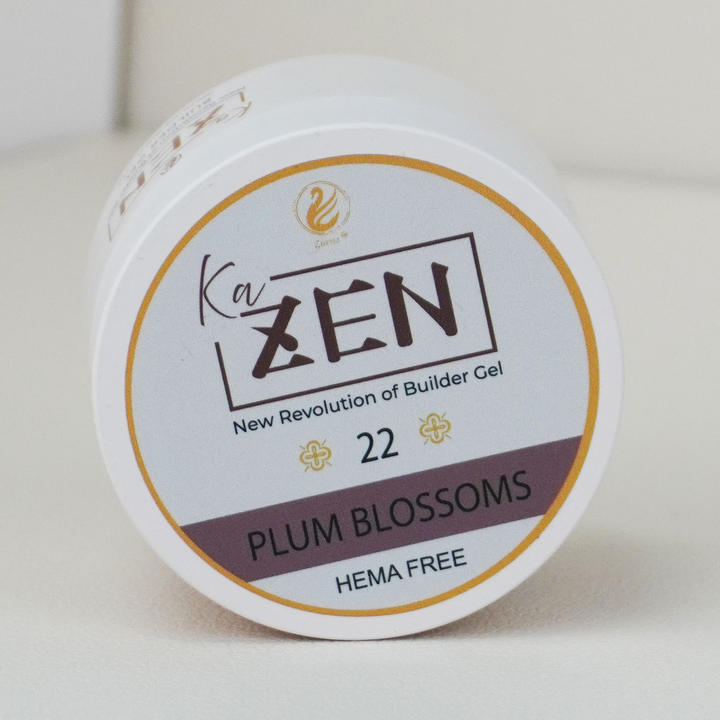 Ka
ZEN
New Revolution of Builder Gel
22
PLUM BLOSSOMS
HEMA FREE